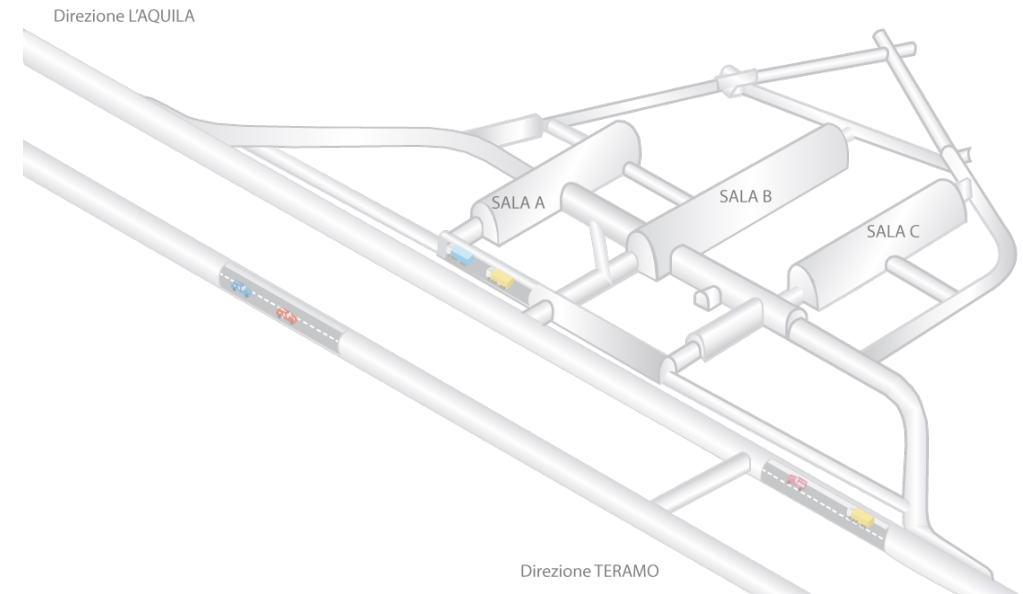 Direzione L'AQUILA
SALA A
SALA B
SALA C
Direzione TERAMO